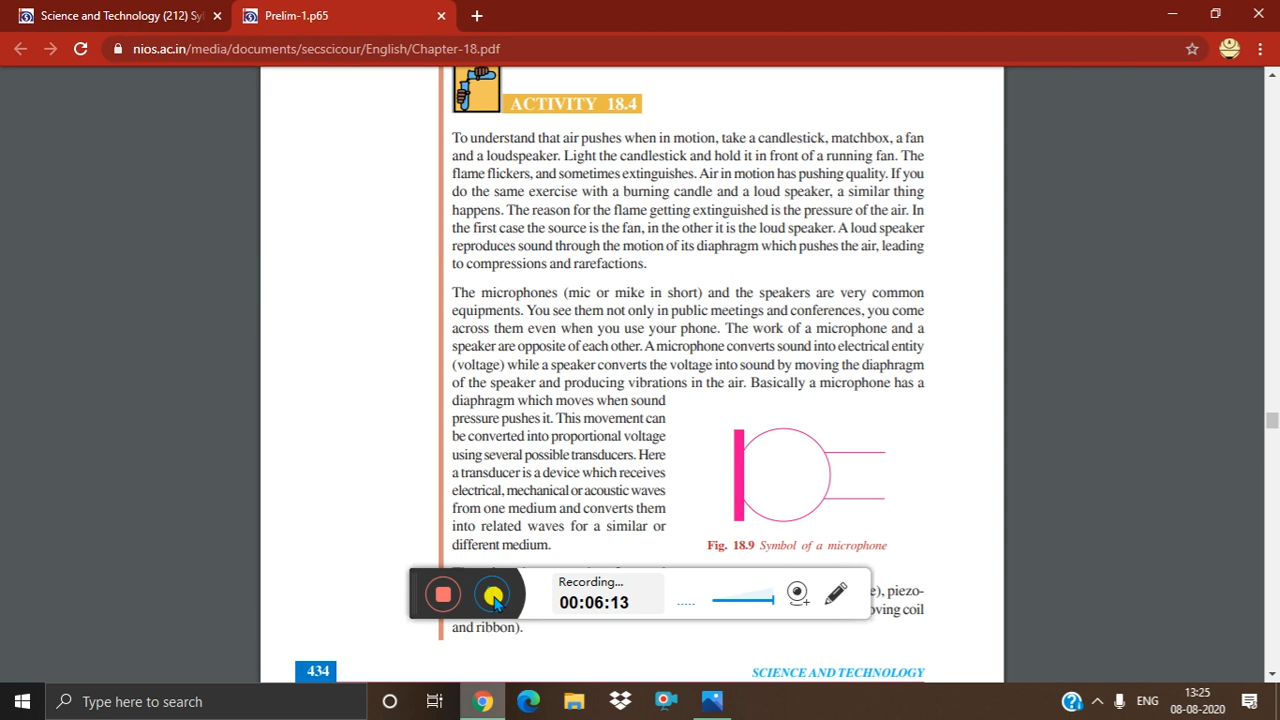 Science and Technology (212) Syl
Prelim-1.p65
nios.ac.in/media/documents/secscicour/English/Chapter-18.pdf
ACTIVITY 18.4
To understand that air pushes when in motion, take a candlestick, matchbox, a fan
and a loudspeaker. Light the candlestick and hold it in front of a running fan. The
flame flickers, and sometimes extinguishes. Air in motion has pushing quality. If you
do the same exercise with a burning candle and a loud speaker, a similar thing
happens. The reason for the flame getting extinguished is the pressure of the air. In
the first case the source is the fan, in the other it is the loud speaker. A loud speaker
reproduces sound through the motion of its diaphragm which pushes the air, leading
to compressions and rarefactions.
The microphones (mic or mike in short) and the speakers are very common
equipments. You see them not only in public meetings and conferences, you come
across them even when you use your phone. The work of a microphone and a
speaker are opposite of each other. A microphone converts sound into electrical entity
(voltage) while a speaker converts the voltage into sound by moving the diaphragm
of the speaker and producing vibrations in the air. Basically a microphone has a
diaphragm which moves when sound
pressure pushes it. This movement can
be converted into proportional voltage
using several possible transducers. Here
a transducer is a device which receives
electrical, mechanical or acoustic waves
from one medium and converts them
into related waves for a similar or
different medium.
Fig. 18.9 Symbol of a microphone
Recording...
00:06:13
e), piezo-
oving coil
and ribbon).
434
SCIENCE AND TECHNOLOGY
Type here to search
ENG
13:25
08-08-2020